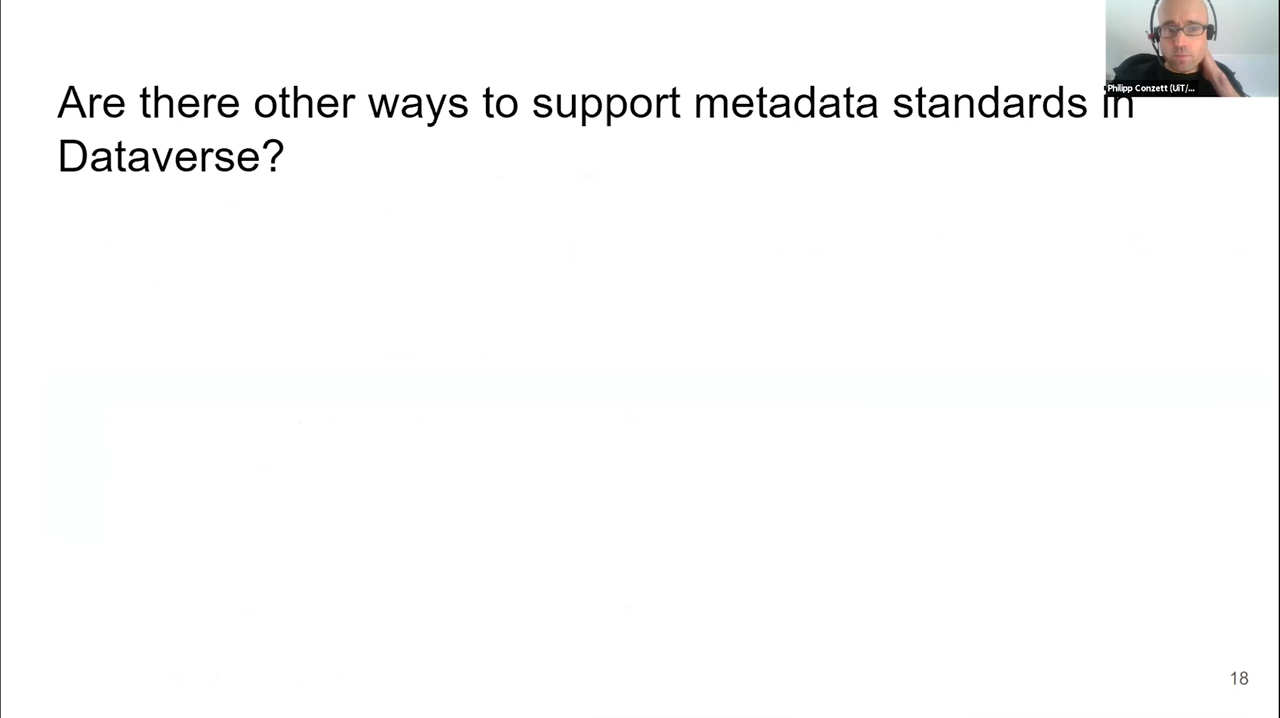 Are there other ways to support metadata standards in
Dataverse?
Philipp Conzett (UiT/...
18